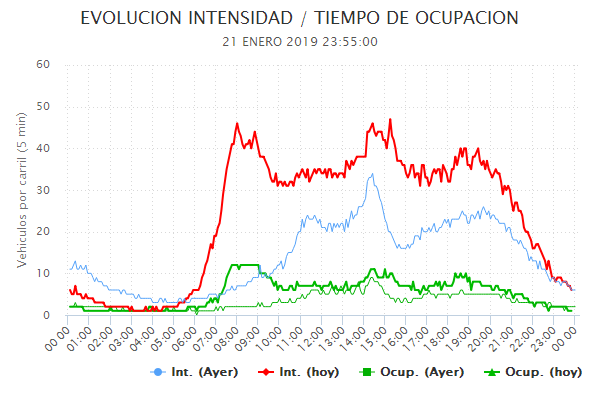 EVOLUCION INTENSIDAD / TIEMPO DE OCUPACION
21 ENERO 2019 23:55:00
Vehículos por carril (5 min)
60
50
40
30
20
10
0
00:00 01:00 02:00 03:00 04:00 05:00 06:00 07:00 08:00 09:00 10:00 11:00 12:00 13:00 14:00 15:00 16:00 17:00 18:00 19:00 20:00 21:00 22:00 23:00 00:00
Int. (Ayer) Int. (hoy) Ocup. (Ayer) Ocup. (hoy)